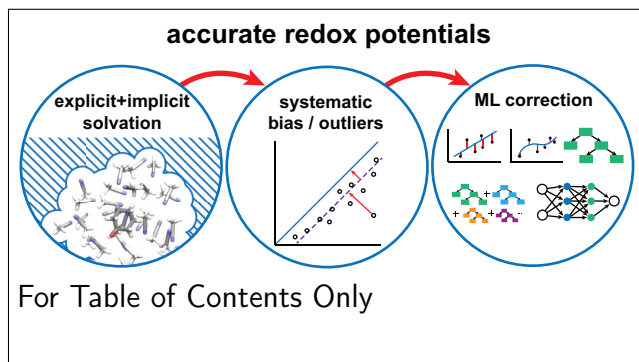 accurate redox potentials
explicit+implicit
solvation
systematic
bias / outliers
ML correction
+
+
+
...
For Table of Contents Only